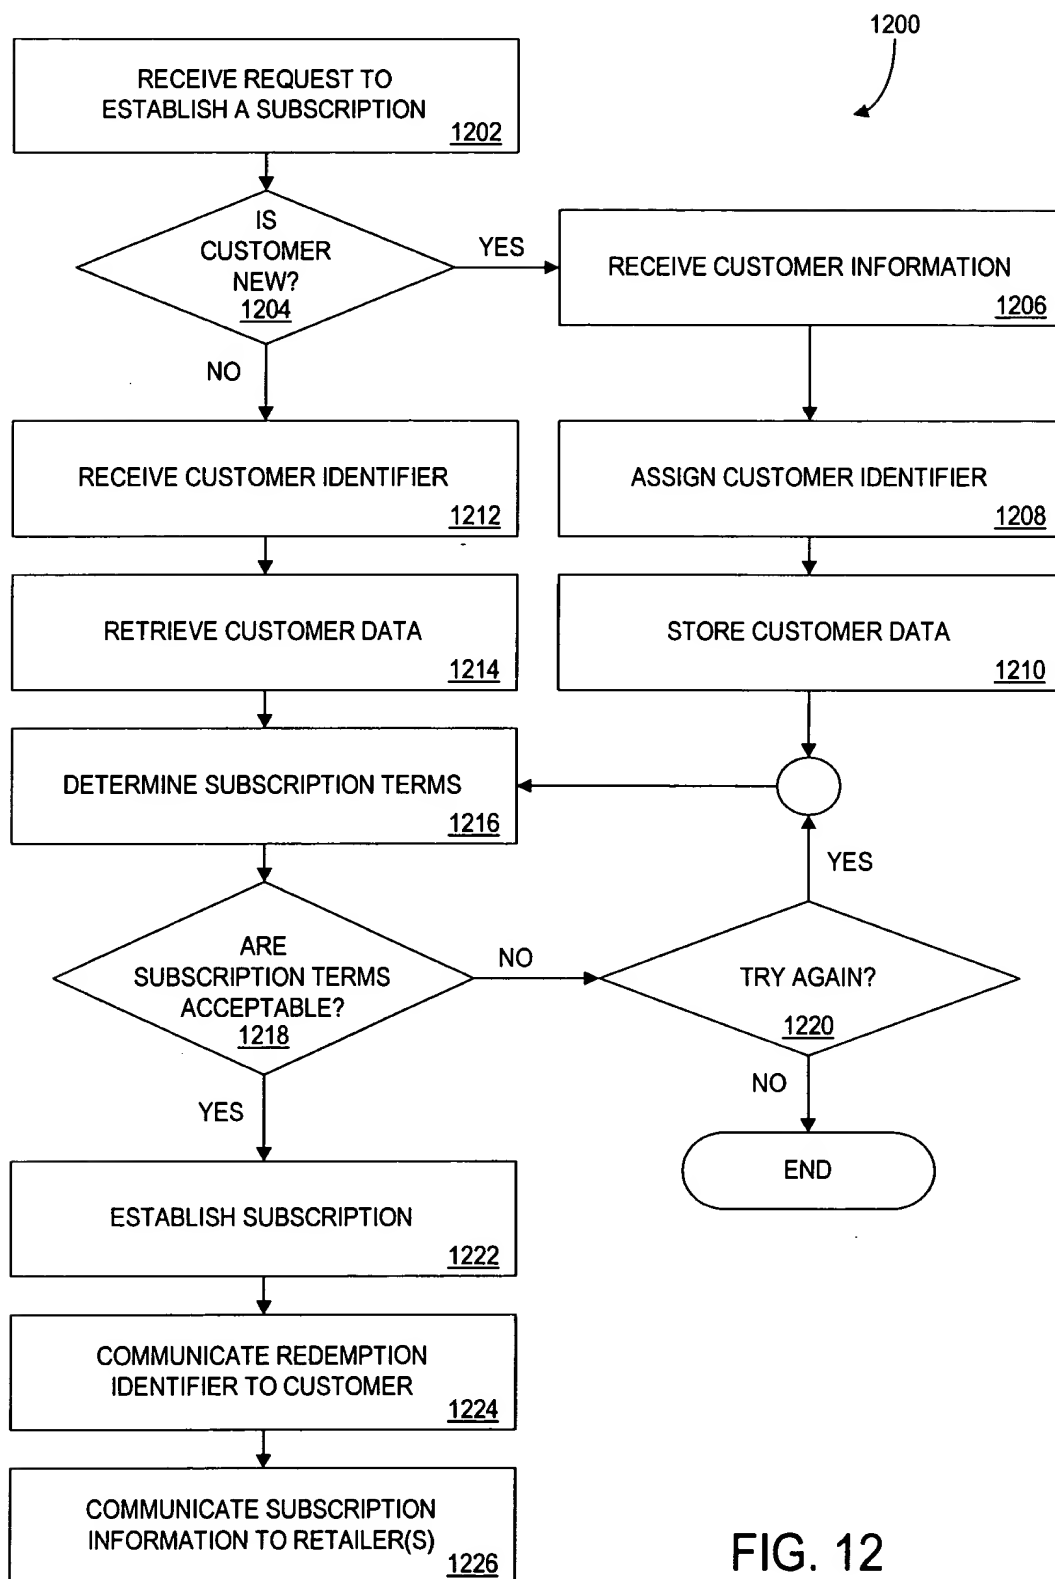 1200
RECEIVE REQUEST TO
ESTABLISH A SUBSCRIPTION
1202
IS
CUSTOMER
NEW?
1204
YES
RECEIVE CUSTOMER INFORMATION
1206
NO
RECEIVE CUSTOMER IDENTIFIER
1212
ASSIGN CUSTOMER IDENTIFIER
1208
RETRIEVE CUSTOMER DATA
1214
STORE CUSTOMER DATA
1210
DETERMINE SUBSCRIPTION TERMS
1216
YES
ARE
SUBSCRIPTION TERMS
ACCEPTABLE?
1218
NO
TRY AGAIN?
1220
NO
END
YES
ESTABLISH SUBSCRIPTION
1222
COMMUNICATE REDEMPTION
IDENTIFIER TO CUSTOMER
1224
COMMUNICATE SUBSCRIPTION
INFORMATION TO RETAILER(S)
1226
FIG. 12